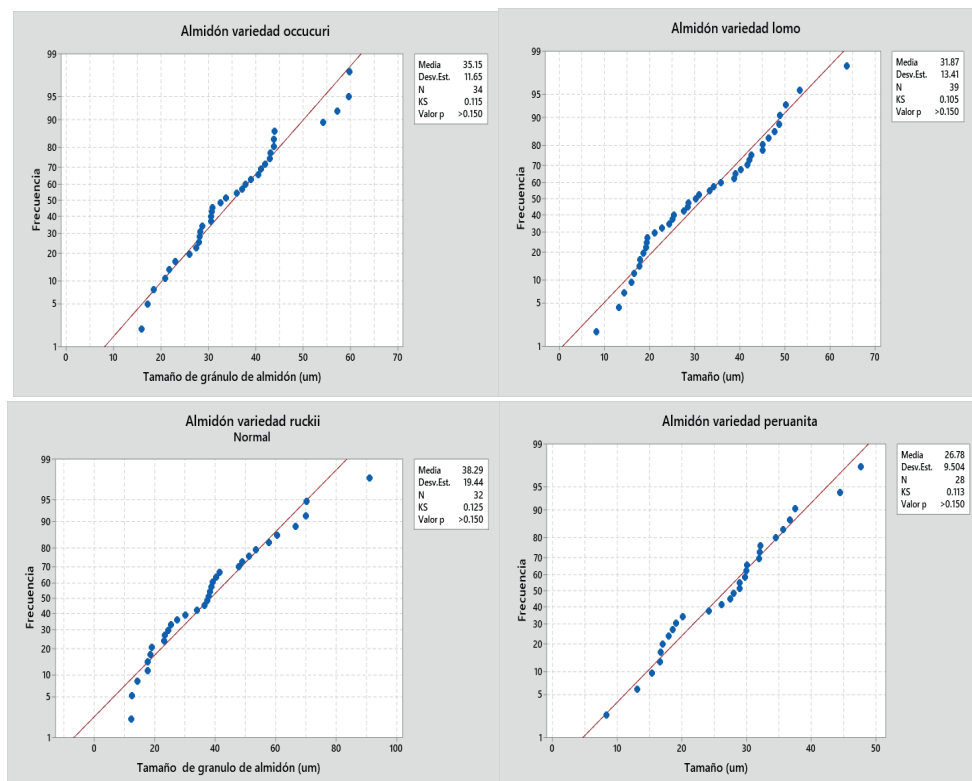 Almidón variedad occucuri
99
95
90
80
70
60
50
40
30
20
10
5
1
Frecuencia
0 10 20 30 40 50 60 70
Tamaño de gránulo de almidón (um)
Media 35.15
Desv.Est. 11.65
N 34
KS 0.115
Valor p >0.150
Almidón variedad lomo
99
95
90
80
70
60
50
40
30
20
10
5
1
Frecuencia
0 10 20 30 40 50 60 70
Tamaño (um)
Media 31.87
Desv.Est. 13.41
N 39
KS 0.105
Valor p >0.150
Almidón variedad ruckii
Normal
99
95
90
80
70
60
50
40
30
20
10
5
1
Frecuencia
0 20 40 60 80 100
Tamaño de granulo de almidón (um)
Media 38.29
Desv.Est. 19.44
N 32
KS 0.125
Valor p >0.150
Almidón variedad peruanita
99
95
90
80
70
60
50
40
30
20
10
5
1
Frecuencia
0 10 20 30 40 50
Tamaño (um)
Media 26.78
Desv.Est. 9.504
N 28
KS 0.113
Valor p >0.150